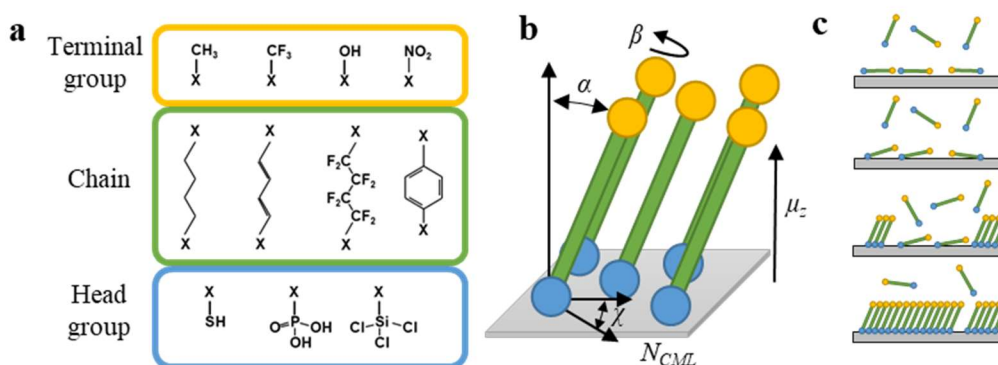 a
Terminal group
CH₃
X
CF₃
X
OH
X
NO₂
X
Chain
X
X
X
X
X
F₂C
CF₂
F₂C
CF₂
X
X
X
Head group
X
SH
X
O=P-OH
OH
X
Cl-Si-Cl
Cl
b
β
α
μz
χ
N_CML
c